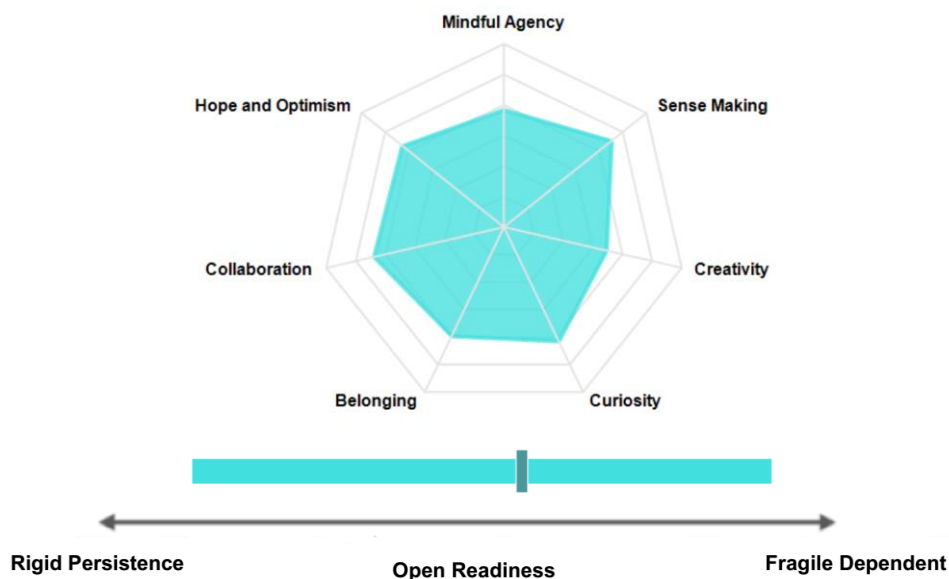 Mindful Agency
Hope and Optimism
Sense Making
Collaboration
Creativity
Belonging
Curiosity
Rigid Persistence
Open Readiness
Fragile Dependent